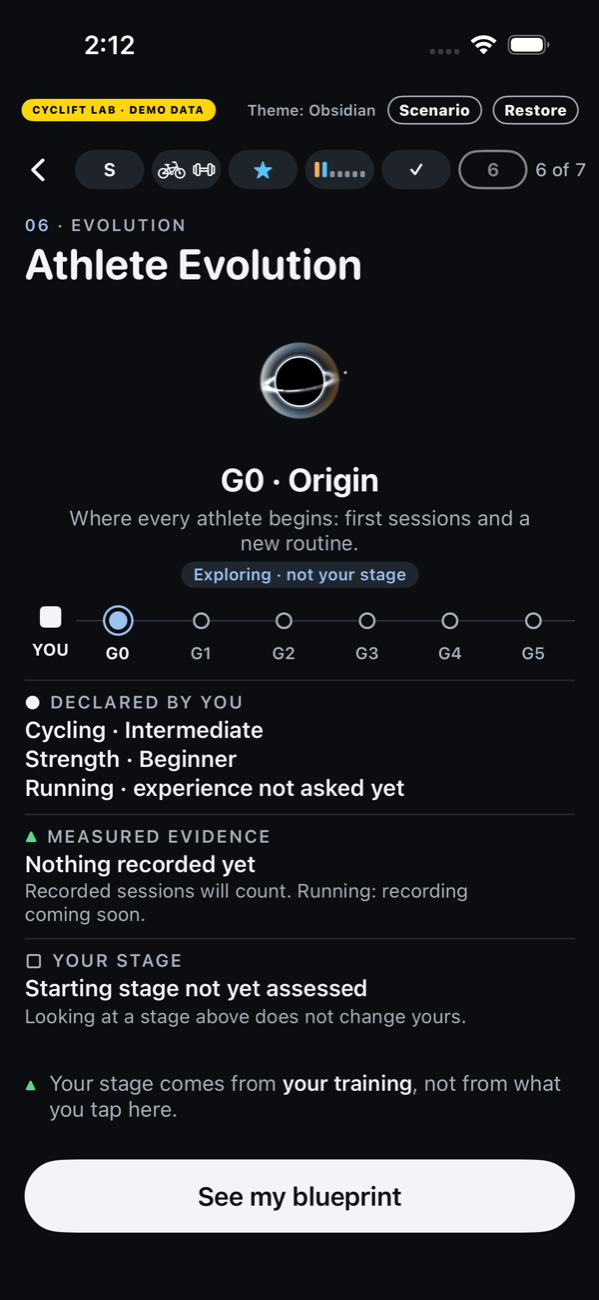 2:12
CYCLIFT LAB · DEMO DATA
Theme: Obsidian
Scenario
Restore
S
6
6 of 7
06 · EVOLUTION
Athlete Evolution
G0 · Origin
Where every athlete begins: first sessions and a
new routine.
Exploring · not your stage
YOU
G0
G1
G2
G3
G4
G5
DECLARED BY YOU
Cycling · Intermediate
Strength · Beginner
Running · experience not asked yet
MEASURED EVIDENCE
Nothing recorded yet
Recorded sessions will count. Running: recording
coming soon.
YOUR STAGE
Starting stage not yet assessed
Looking at a stage above does not change yours.
Your stage comes from your training, not from what
you tap here.
See my blueprint